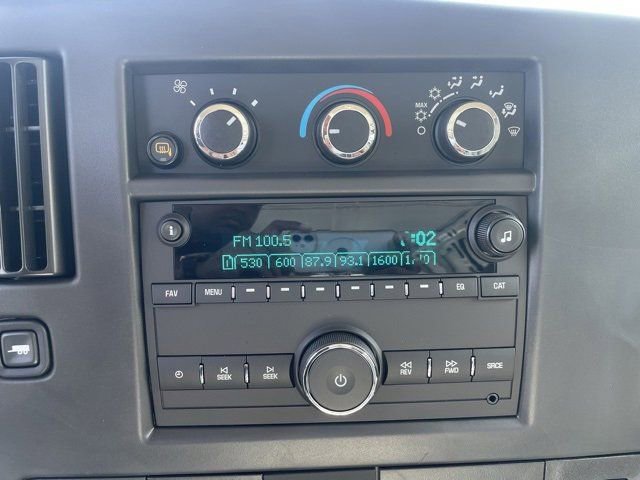 MAX
i
FM 100.5 :02
530 600 87.9 93.1 1600
FAV MENU EQ CAT
SEEK SEEK REV FWD SRCE